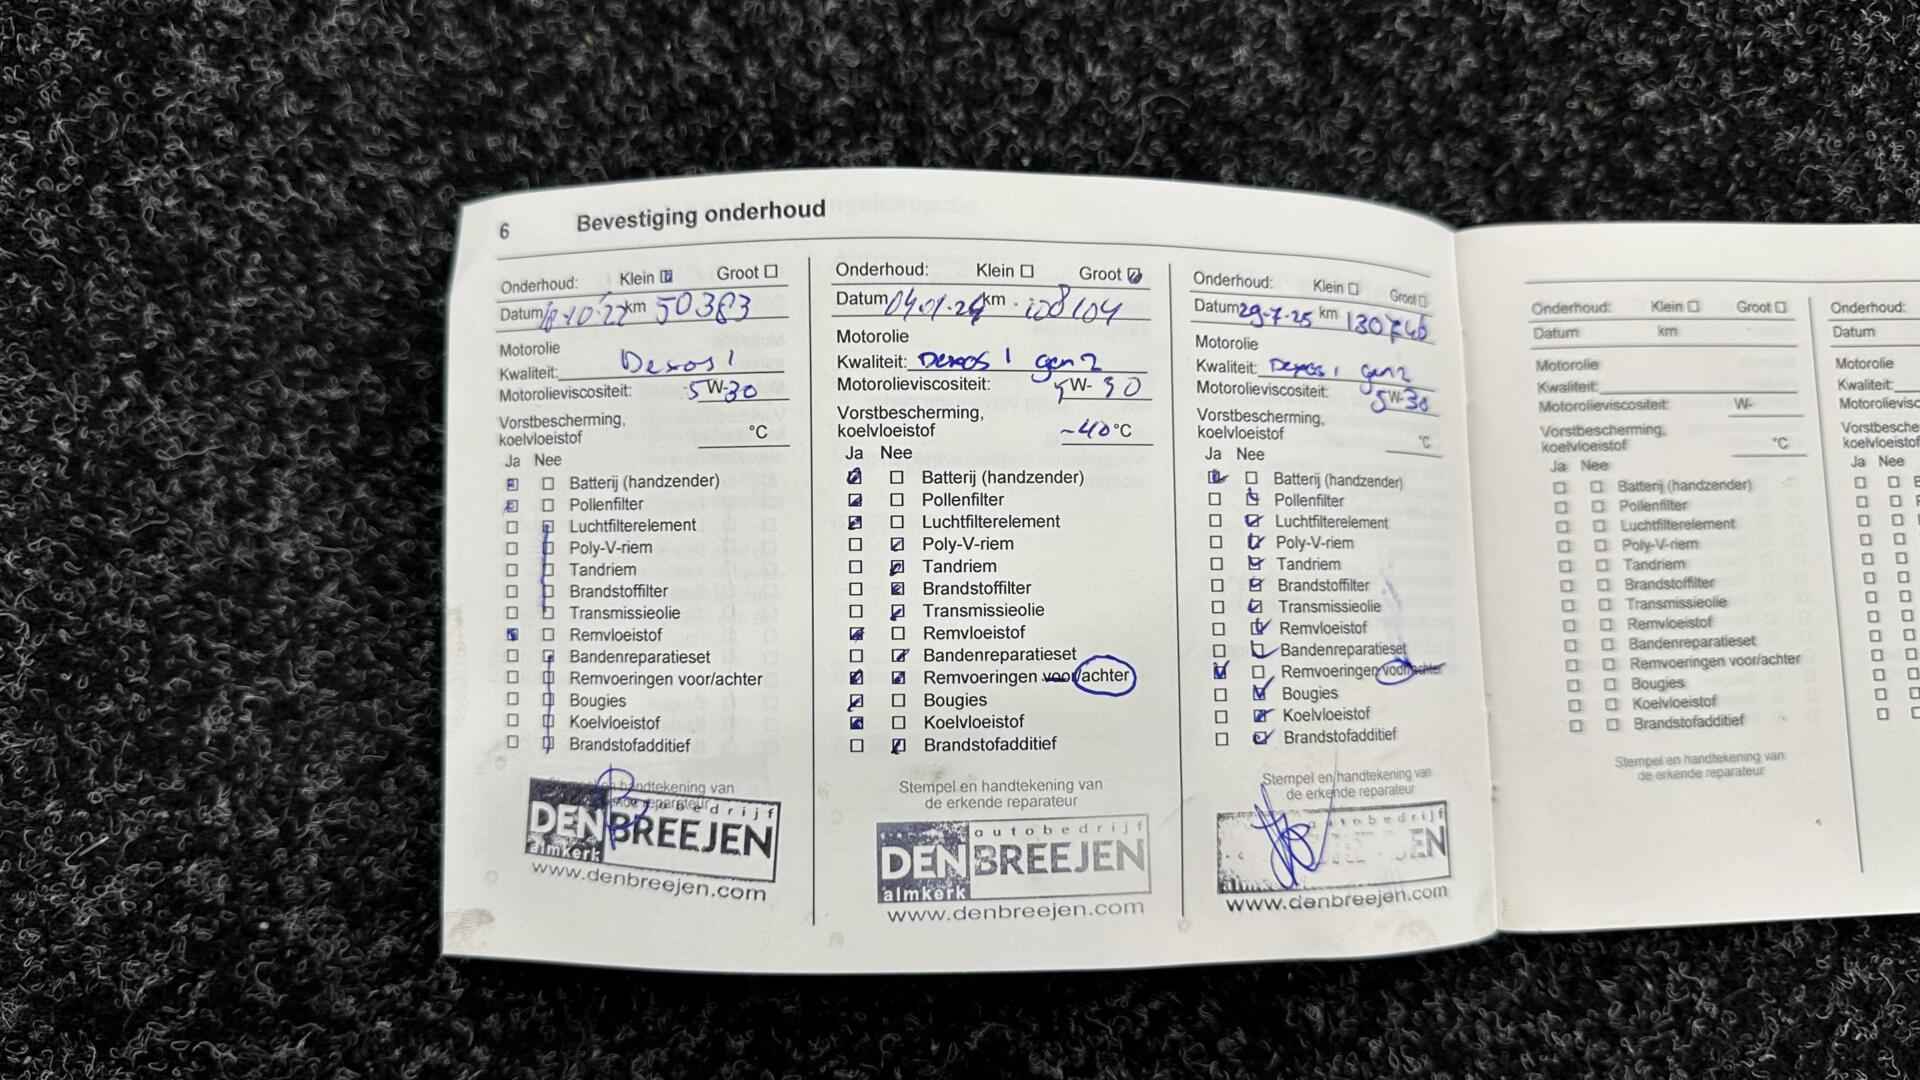 6 Bevestiging onderhoud
Onderhoud: Klein Groot
Datum 18-10-'22 km 50383
Motorolie
Kwaliteit: Dexos 1
Motorolieviscositeit: 5W-30
Vorstbescherming,
koelvloeistof °C
Ja Nee
Batterij (handzender)
Pollenfilter
Luchtfilterelement
Poly-V-riem
Tandriem
Brandstoffilter
Transmissieolie
Remvloeistof
Bandenreparatieset
Remvoeringen voor/achter
Bougies
Koelvloeistof
Brandstofadditief
Stempel en handtekening van
reparateur
autobedrijf
DEN BREEJEN
almkerk
www.denbreejen.com
Onderhoud: Klein Groot
Datum 04-01-24 km 108104
Motorolie
Kwaliteit: Dexos 1 gen 2
Motorolieviscositeit: 5W-30
Vorstbescherming,
koelvloeistof ~40 °C
Ja Nee
Batterij (handzender)
Pollenfilter
Luchtfilterelement
Poly-V-riem
Tandriem
Brandstoffilter
Transmissieolie
Remvloeistof
Bandenreparatieset
Remvoeringen voor/achter
Bougies
Koelvloeistof
Brandstofadditief
Stempel en handtekening van
de erkende reparateur
autobedrijf
DEN BREEJEN
almkerk
www.denbreejen.com
Onderhoud: Klein Groot
Datum 29-7-25 km 130746
Motorolie
Kwaliteit: Dexos 1 gen2
Motorolieviscositeit: 5W-30
Vorstbescherming,
koelvloeistof °C
Ja Nee
Batterij (handzender)
Pollenfilter
Luchtfilterelement
Poly-V-riem
Tandriem
Brandstoffilter
Transmissieolie
Remvloeistof
Bandenreparatieset
Remvoeringen voor/achter
Bougies
Koelvloeistof
Brandstofadditief
Stempel en handtekening van
de erkende reparateur
autobedrijf
www.denbreejen.com
Onderhoud: Klein Groot
Datum km
Motorolie
Kwaliteit:
Motorolieviscositeit: W-
Vorstbescherming,
koelvloeistof °C
Ja Nee
Batterij (handzender)
Pollenfilter
Luchtfilterelement
Poly-V-riem
Tandriem
Brandstoffilter
Transmissieolie
Remvloeistof
Bandenreparatieset
Remvoeringen voor/achter
Bougies
Koelvloeistof
Brandstofadditief
Stempel en handtekening van
de erkende reparateur
Onderhoud:
Datum
Motorolie
Kwaliteit:
Motorolievisc
Vorstbesche
koelvloeistof
Ja Nee